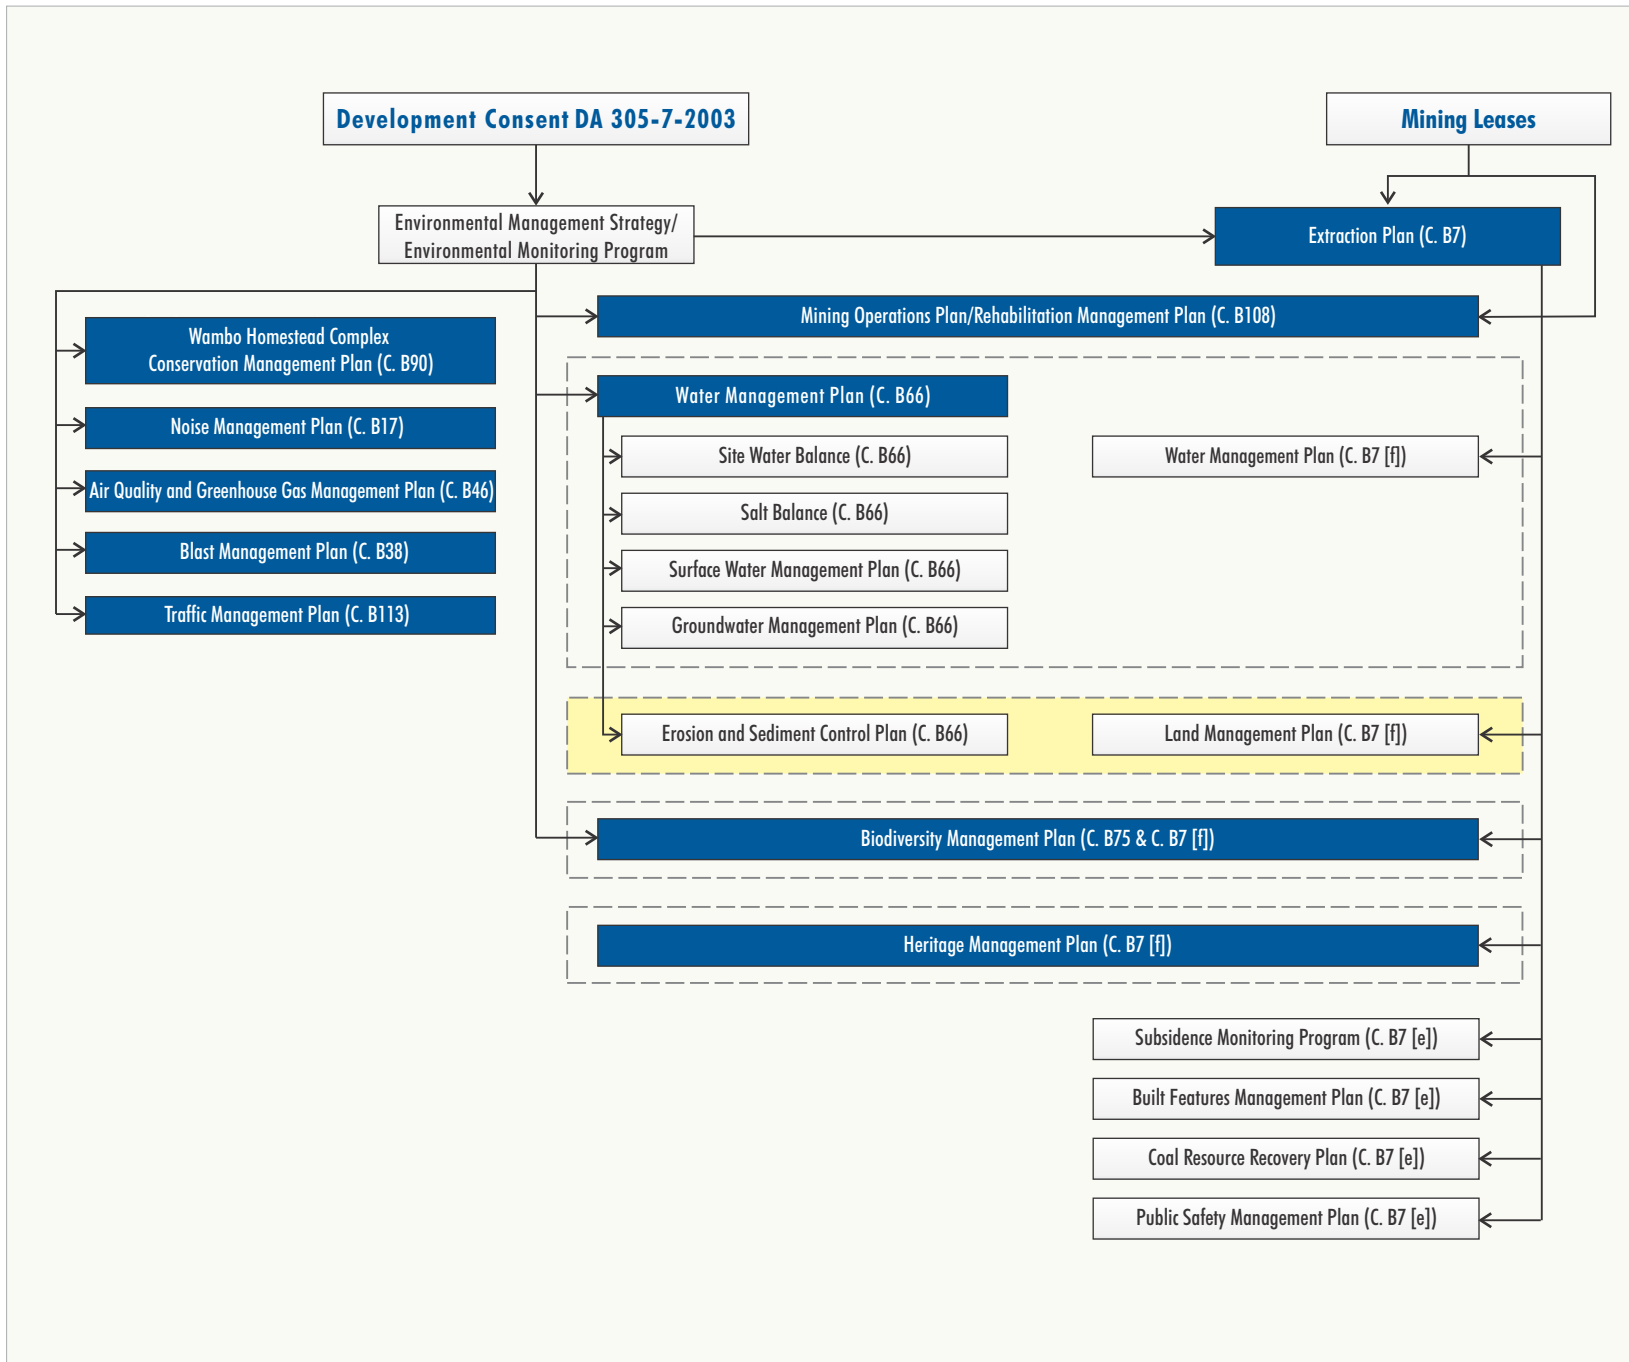 Development Consent DA 305-7-2003
Mining Leases
Environmental Management Strategy/
Environmental Monitoring Program
Extraction Plan (C. B7)
Mining Operations Plan/Rehabilitation Management Plan (C. B108)
Wambo Homestead Complex
Conservation Management Plan (C. B90)
Noise Management Plan (C. B17)
Air Quality and Greenhouse Gas Management Plan (C. B46)
Blast Management Plan (C. B38)
Traffic Management Plan (C. B113)
Water Management Plan (C. B66)
Site Water Balance (C. B66)
Water Management Plan (C. B7 [f])
Salt Balance (C. B66)
Surface Water Management Plan (C. B66)
Groundwater Management Plan (C. B66)
Erosion and Sediment Control Plan (C. B66)
Land Management Plan (C. B7 [f])
Biodiversity Management Plan (C. B75 & C. B7 [f])
Heritage Management Plan (C. B7 [f])
Subsidence Monitoring Program (C. B7 [e])
Built Features Management Plan (C. B7 [e])
Coal Resource Recovery Plan (C. B7 [e])
Public Safety Management Plan (C. B7 [e])